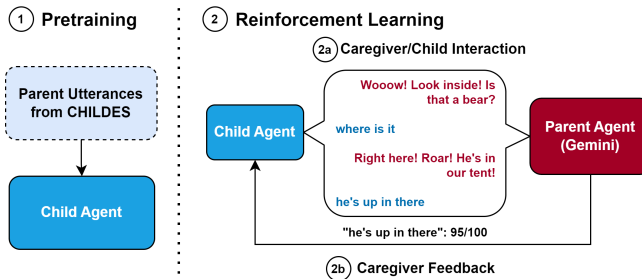 1 Pretraining
Parent Utterances
from CHILDES
Child Agent
2 Reinforcement Learning
2a Caregiver/Child Interaction
Child Agent
Wooow! Look inside! Is
that a bear?
where is it
Right here! Roar! He's in
our tent!
he's up in there
Parent Agent
(Gemini)
"he's up in there": 95/100
2b Caregiver Feedback